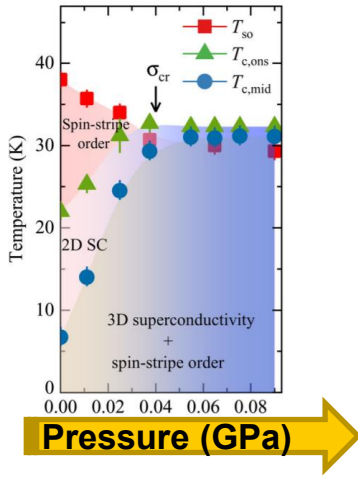 T_so
T_c,ons
T_c,mid
σ_cr
Spin-stripe
order
2D SC
3D superconductivity
+
spin-stripe order
Temperature (K)
40
30
20
10
0
0.00 0.02 0.04 0.06 0.08
Pressure (GPa)